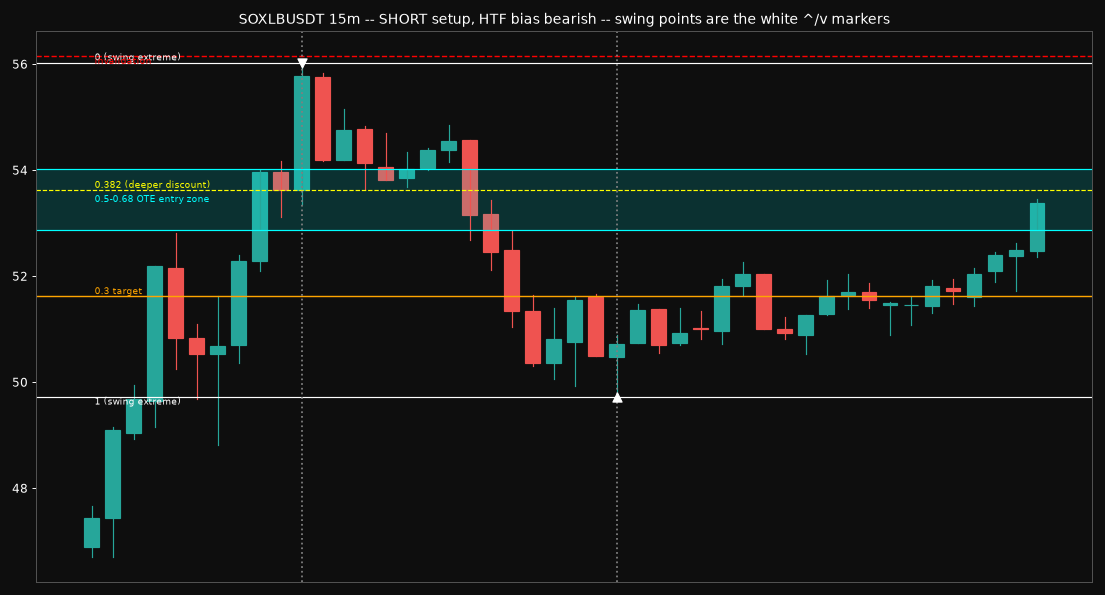 SOXLBUSDT 15m -- SHORT setup, HTF bias bearish -- swing points are the white ^/v markers
0 (swing extreme)
56
54
0.382 (deeper discount)
0.5-0.68 OTE entry zone
52
0.3 target
50
1 (swing extreme)
48